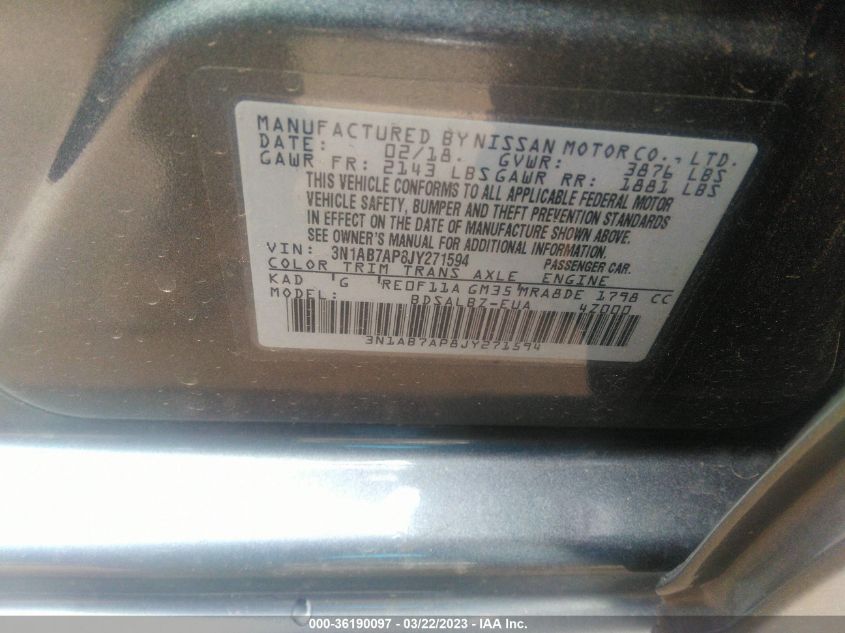 MANUFACTURED BY NISSAN MOTOR CO., LTD.
DATE: 02/18. GVWR: 3876 LBS
GAWR FR: 2143 LBS GAWR RR: 1881 LBS
THIS VEHICLE CONFORMS TO ALL APPLICABLE FEDERAL MOTOR
VEHICLE SAFETY, BUMPER AND THEFT PREVENTION STANDARDS
IN EFFECT ON THE DATE OF MANUFACTURE SHOWN ABOVE.
SEE OWNER'S MANUAL FOR ADDITIONAL INFORMATION.
VIN: 3N1AB7AP8JY271594 PASSENGER CAR.
COLOR TRIM TRANS AXLE ENGINE
KAD G RE0F11A GM35 MRA8DE 1798 CC
MODEL: BDSALBZ-EUA 4Z000
3N1AB7AP8JY271594
000-36190097 - 03/22/2023 - IAA Inc.